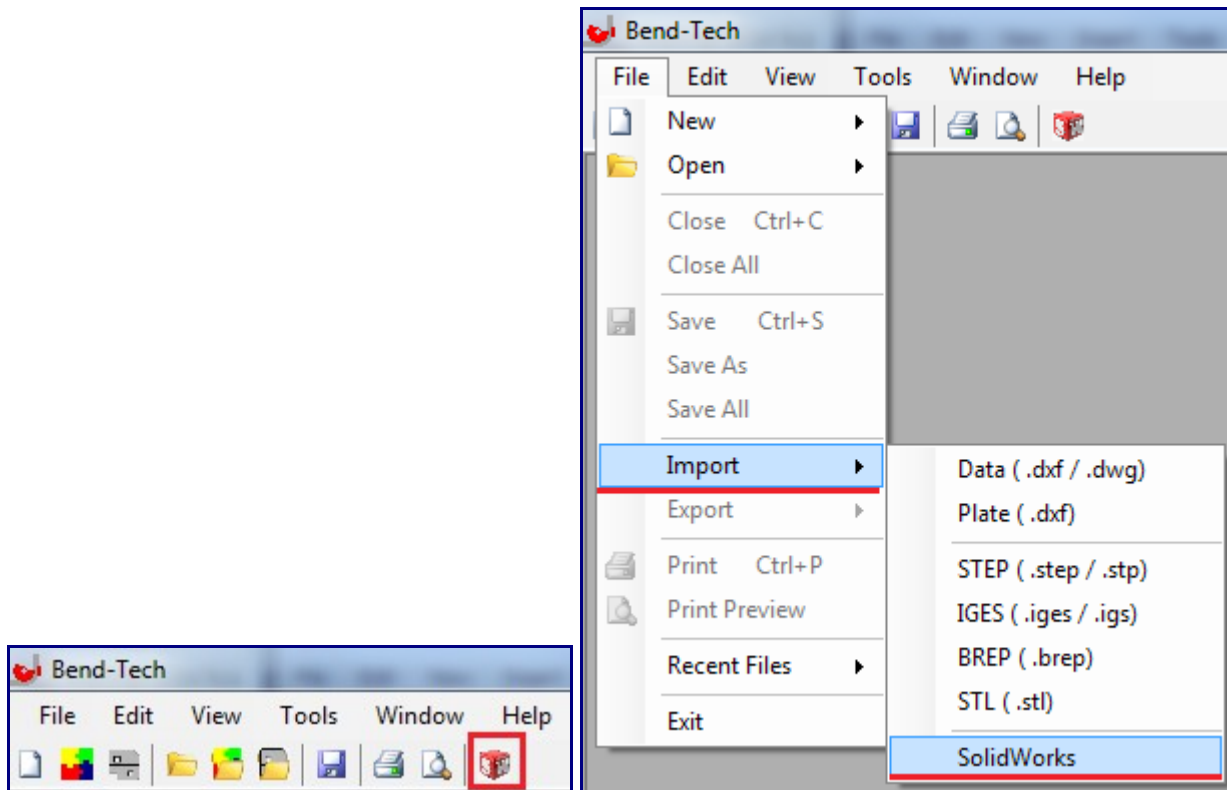 Bend-Tech
File Edit View Tools Window Help
New
Open
Close Ctrl+C
Close All
Save Ctrl+S
Save As
Save All
Import
Export
Print Ctrl+P
Print Preview
Recent Files
Exit
Data ( .dxf / .dwg)
Plate ( .dxf)
STEP ( .step / .stp)
IGES ( .iges / .igs)
BREP ( .brep)
STL ( .stl)
SolidWorks
Bend-Tech
File Edit View Tools Window Help